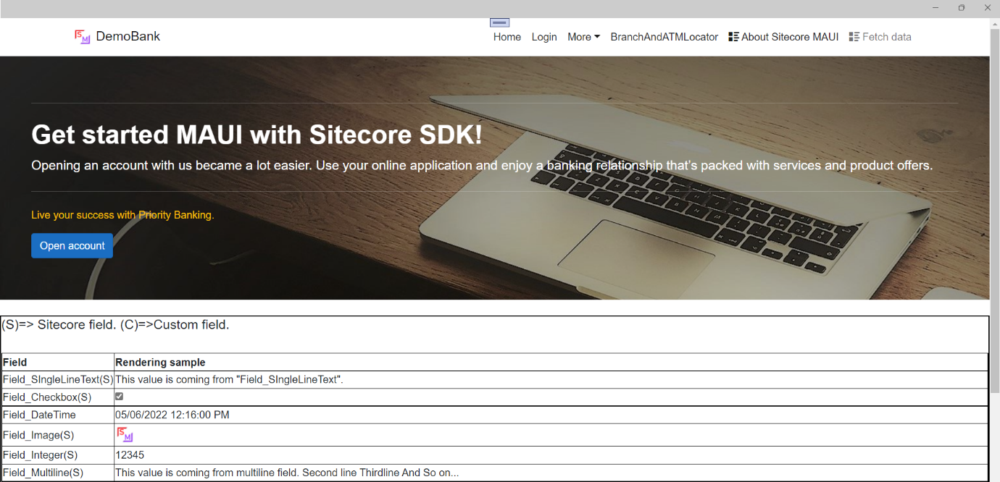 DemoBank
Home Login More BranchAndATMLocator About Sitecore MAUI Fetch data
Get started MAUI with Sitecore SDK!
Opening an account with us became a lot easier. Use your online application and enjoy a banking relationship that's packed with services and product offers.
Live your success with Priority Banking.
Open account
(S)=> Sitecore field. (C)=>Custom field.
Field Rendering sample
Field_SIngleLineText(S) This value is coming from "Field_SIngleLineText".
Field_Checkbox(S)
Field_DateTime 05/06/2022 12:16:00 PM
Field_Image(S) SM
Field_Integer(S) 12345
Field_Multiline(S) This value is coming from multiline field. Second line Thirdline And So on...